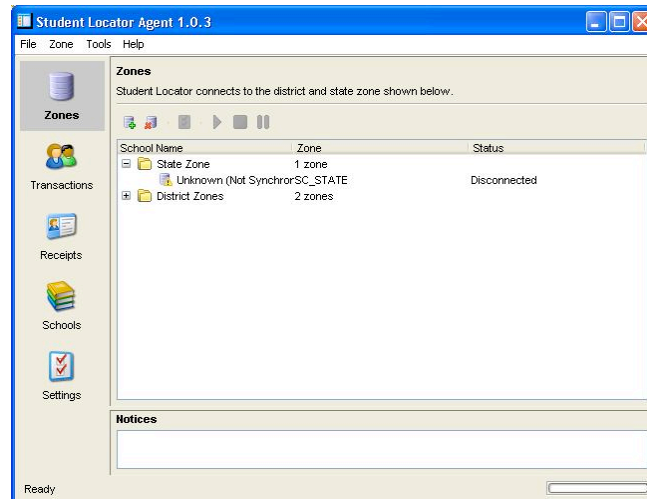 Student Locator Agent 1.0.3
File Zone Tools Help
Zones
Student Locator connects to the district and state zone shown below.
Zones
School Name Zone Status
State Zone 1 zone
Unknown (Not SynchrorSC_STATE Disconnected
District Zones 2 zones
Transactions
Receipts
Schools
Settings
Notices
Ready